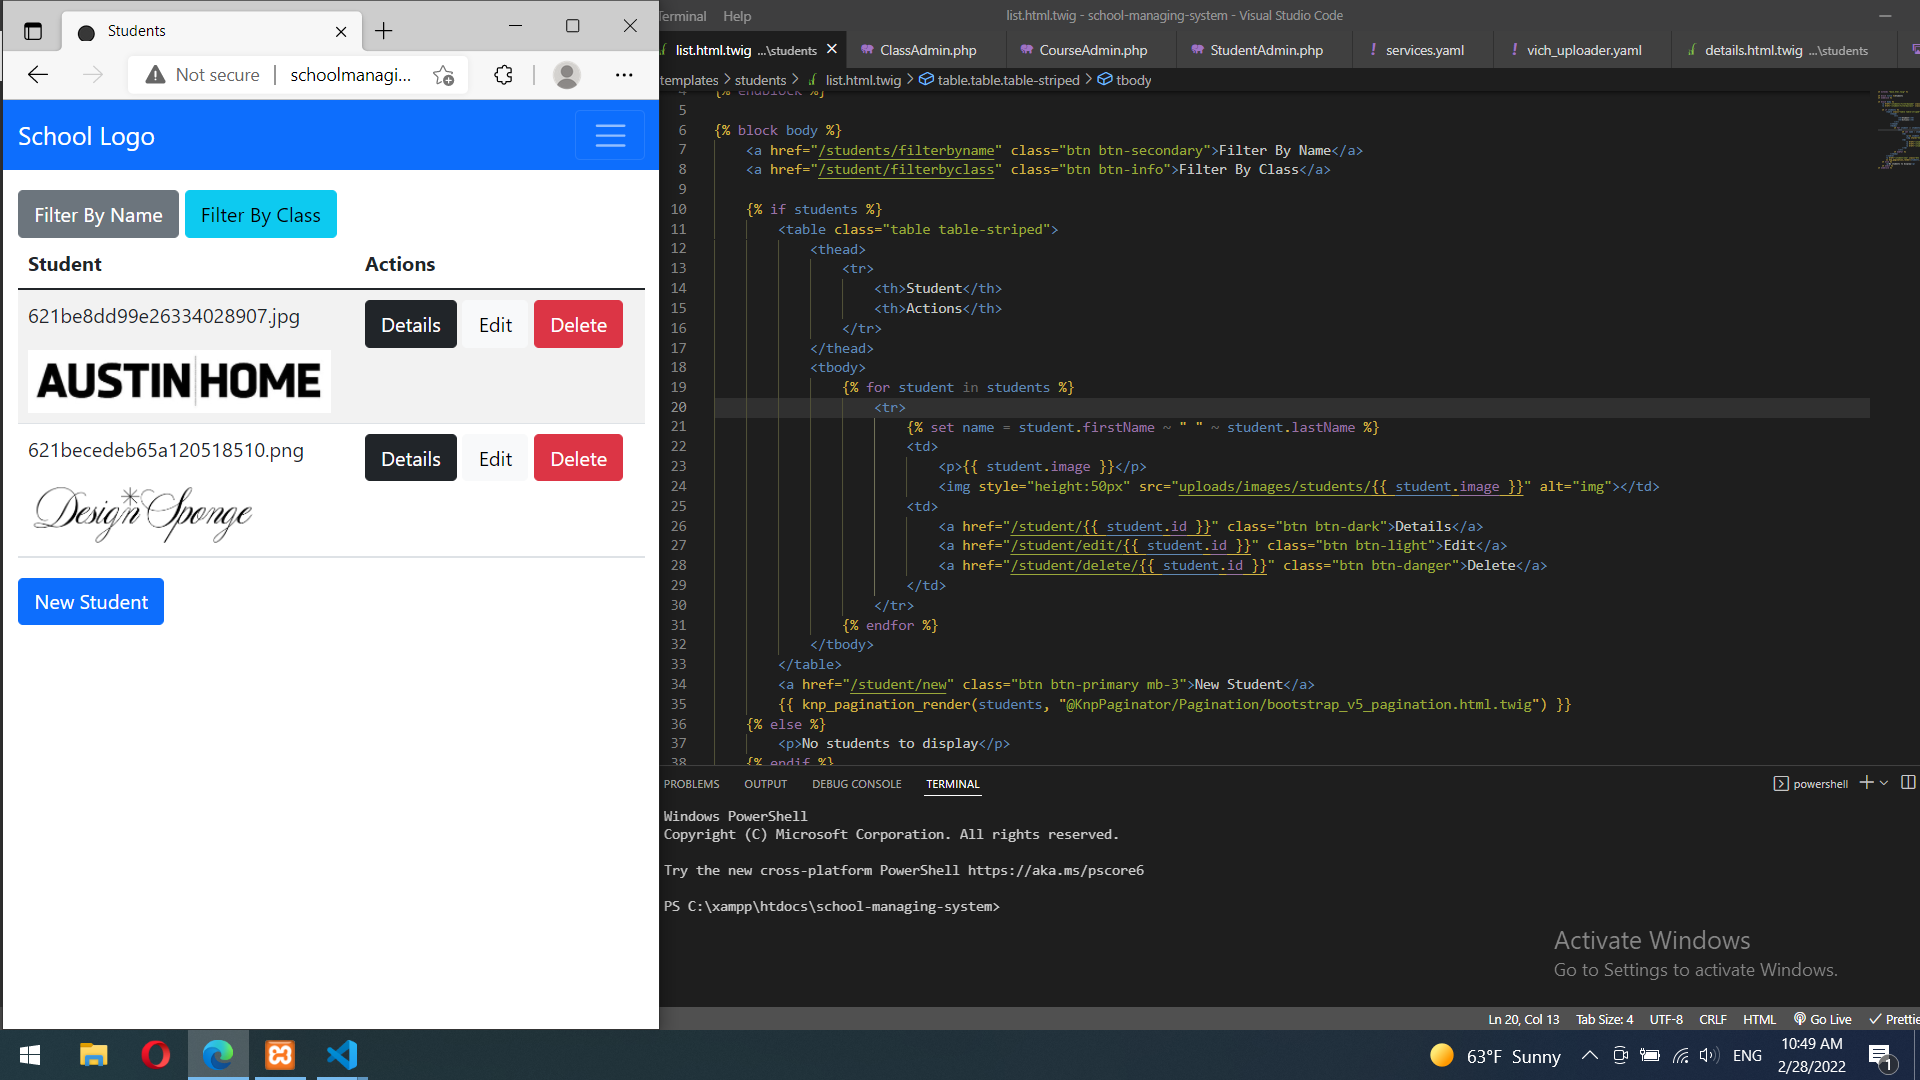 Students
Not secure
schoolmanagi...
School Logo
Filter By Name
Filter By Class
Student
Actions
621be8dd99e26334028907.jpg
Details
Edit
Delete
AUSTIN|HOME
621becedeb65a120518510.png
Details
Edit
Delete
Design Sponge
New Student
Terminal
Help
list.html.twig - school-managing-system - Visual Studio Code
list.html.twig ...\students
ClassAdmin.php
CourseAdmin.php
StudentAdmin.php
! services.yaml
! vich_uploader.yaml
details.html.twig ...\students
templates > students > list.html.twig > table.table.table-striped > tbody
4 {% endblock %}
5
6 {% block body %}
7 <a href="/students/filterbyname" class="btn btn-secondary">Filter By Name</a>
8 <a href="/student/filterbyclass" class="btn btn-info">Filter By Class</a>
9
10 {% if students %}
11 <table class="table table-striped">
12 <thead>
13 <tr>
14 <th>Student</th>
15 <th>Actions</th>
16 </tr>
17 </thead>
18 <tbody>
19 {% for student in students %}
20 <tr>
21 {% set name = student.firstName ~ " " ~ student.lastName %}
22 <td>
23 <p>{{ student.image }}</p>
24 <img style="height:50px" src="uploads/images/students/{{ student.image }}" alt="img"></td>
25 <td>
26 <a href="/student/{{ student.id }}" class="btn btn-dark">Details</a>
27 <a href="/student/edit/{{ student.id }}" class="btn btn-light">Edit</a>
28 <a href="/student/delete/{{ student.id }}" class="btn btn-danger">Delete</a>
29 </td>
30 </tr>
31 {% endfor %}
32 </tbody>
33 </table>
34 <a href="/student/new" class="btn btn-primary mb-3">New Student</a>
35 {{ knp_pagination_render(students, "@KnpPaginator/Pagination/bootstrap_v5_pagination.html.twig") }}
36 {% else %}
37 <p>No students to display</p>
38 {% endif %}
PROBLEMS
OUTPUT
DEBUG CONSOLE
TERMINAL
powershell
Windows PowerShell
Copyright (C) Microsoft Corporation. All rights reserved.
Try the new cross-platform PowerShell https://aka.ms/pscore6
PS C:\xampp\htdocs\school-managing-system>
Activate Windows
Go to Settings to activate Windows.
Ln 20, Col 13
Tab Size: 4
UTF-8
CRLF
HTML
Go Live
Prettie
63°F Sunny
ENG
10:49 AM
2/28/2022
1